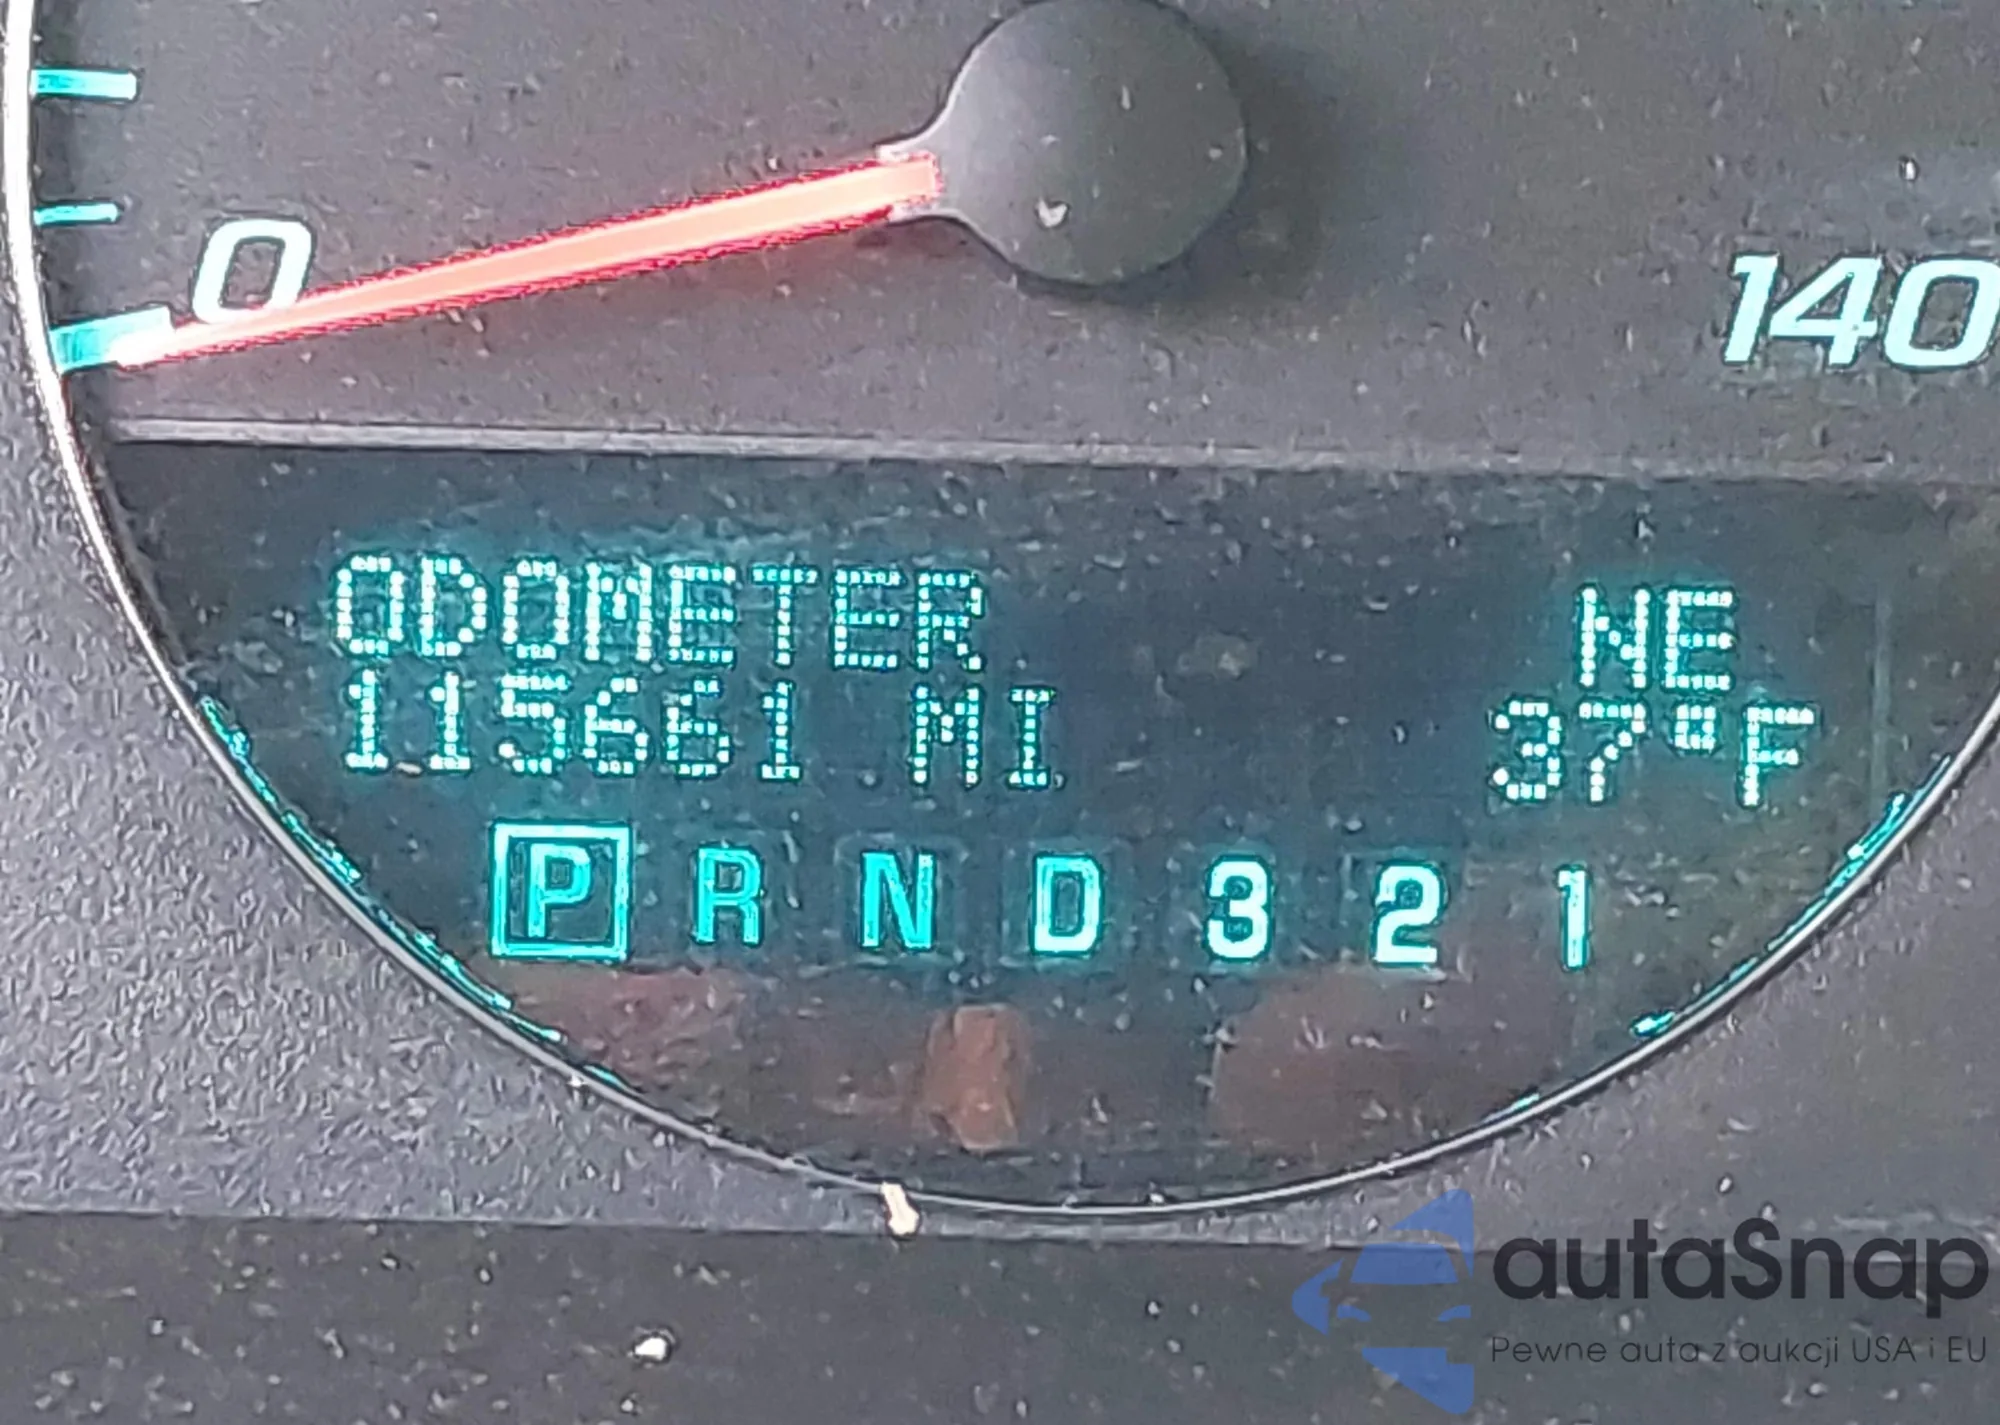 0
140
ODOMETER NE
115661 MI 37°F
P R N D 3 2 1
autaSnap
Pewne auta z aukcji USA i EU